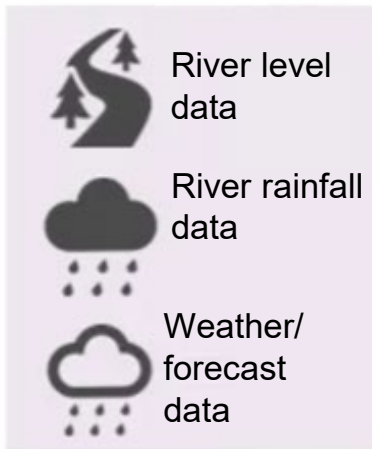 River level
data
River rainfall
data
Weather/
forecast
data